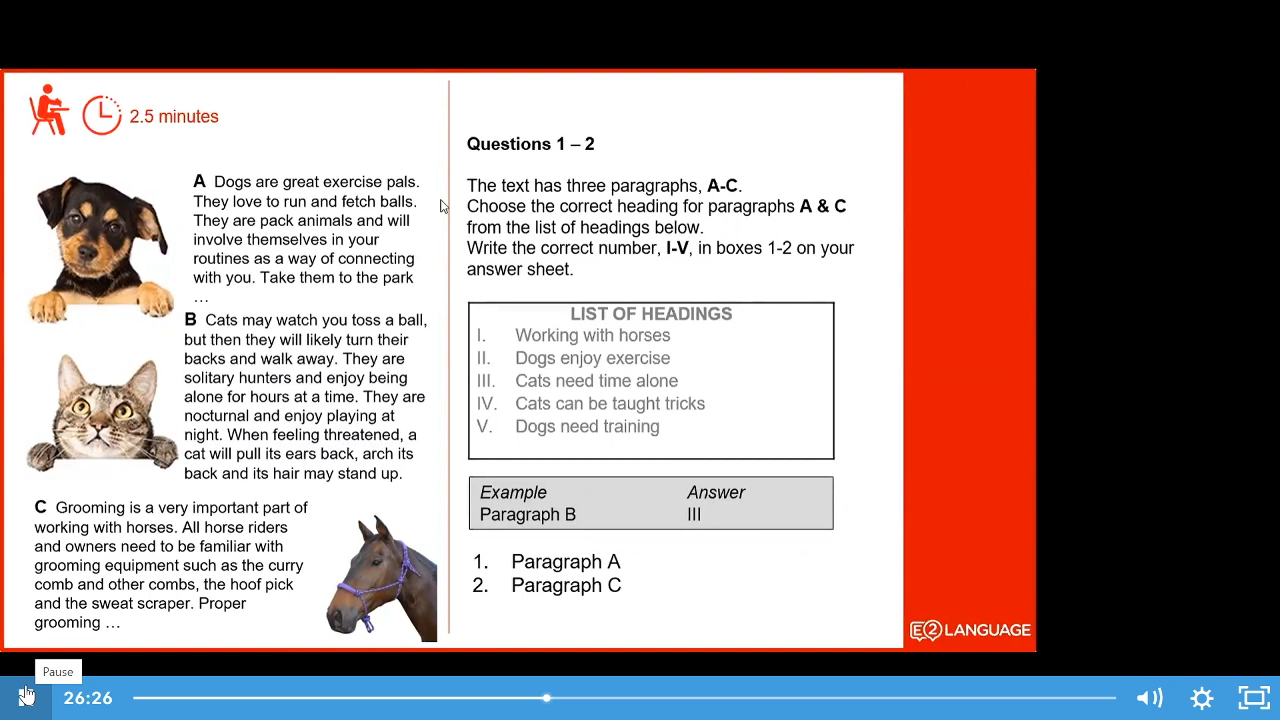 2.5 minutes
A Dogs are great exercise pals.
They love to run and fetch balls.
They are pack animals and will
involve themselves in your
routines as a way of connecting
with you. Take them to the park
…
B Cats may watch you toss a ball,
but then they will likely turn their
backs and walk away. They are
solitary hunters and enjoy being
alone for hours at a time. They are
nocturnal and enjoy playing at
night. When feeling threatened, a
cat will pull its ears back, arch its
back and its hair may stand up.
C Grooming is a very important part of
working with horses. All horse riders
and owners need to be familiar with
grooming equipment such as the curry
comb and other combs, the hoof pick
and the sweat scraper. Proper
grooming …
Questions 1 – 2
The text has three paragraphs, A-C.
Choose the correct heading for paragraphs A & C
from the list of headings below.
Write the correct number, I-V, in boxes 1-2 on your
answer sheet.
LIST OF HEADINGS
I. Working with horses
II. Dogs enjoy exercise
III. Cats need time alone
IV. Cats can be taught tricks
V. Dogs need training
Example Answer
Paragraph B III
1. Paragraph A
2. Paragraph C
E2 LANGUAGE
Pause
26:26